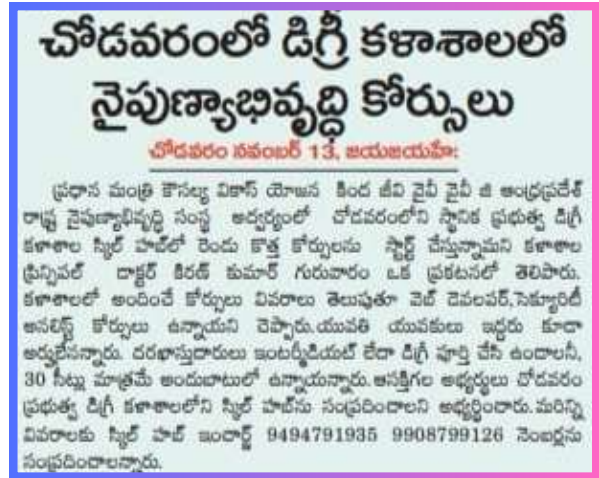 చోడవరంలో డిగ్రీ కళాశాలలో
నైపుణ్యాభివృద్ధి కోర్సులు
చోడవరం నవంబర్ 13, జయజయహే:
ప్రధాన మంత్రి కౌసల్య వికాస్ యోజన కింద జీవి వైవీ వైవీ జి ఆంధ్రప్రదేశ్
రాష్ట్ర నైపుణ్యాభివృద్ధి సంస్థ అధ్వర్యంలో చోడవరంలోని స్థానిక ప్రభుత్వ డిగ్రీ
కళాశాల స్కిల్ హబ్‌లో రెండు కొత్త కోర్సులను స్టార్ట్ చేస్తున్నామని కళాశాల
ప్రిన్సిపల్ డాక్టర్ కిరణ్ కుమార్ గురువారం ఒక ప్రకటనలో తెలిపారు.
కళాశాలలో అందించే కోర్సులు వివరాలు తెలుపుతూ వెబ్ డెవలపర్,సెక్యూరిటీ
అనలిస్ట్ కోర్సులు ఉన్నాయని చెప్పారు.యువతి యువకులు ఇద్దరు కూడా
అర్హులేనన్నారు. దరఖాస్తుదారులు ఇంటర్మీడియట్ లేదా డిగ్రీ పూర్తి చేసి ఉండాలనీ,
30 సీట్లు మాత్రమే అందుబాటులో ఉన్నాయన్నారు.ఆసక్తిగల అభ్యర్థులు చోడవరం
ప్రభుత్వ డిగ్రీ కళాశాలలోని స్కిల్ హబ్‌ను సంప్రదించాలని అభ్యర్థించారు.మరిన్ని
వివరాలకు స్కిల్ హబ్ ఇంచార్జ్ 9494791935 9908799126 నెంబర్లను
సంప్రదించాలన్నారు.